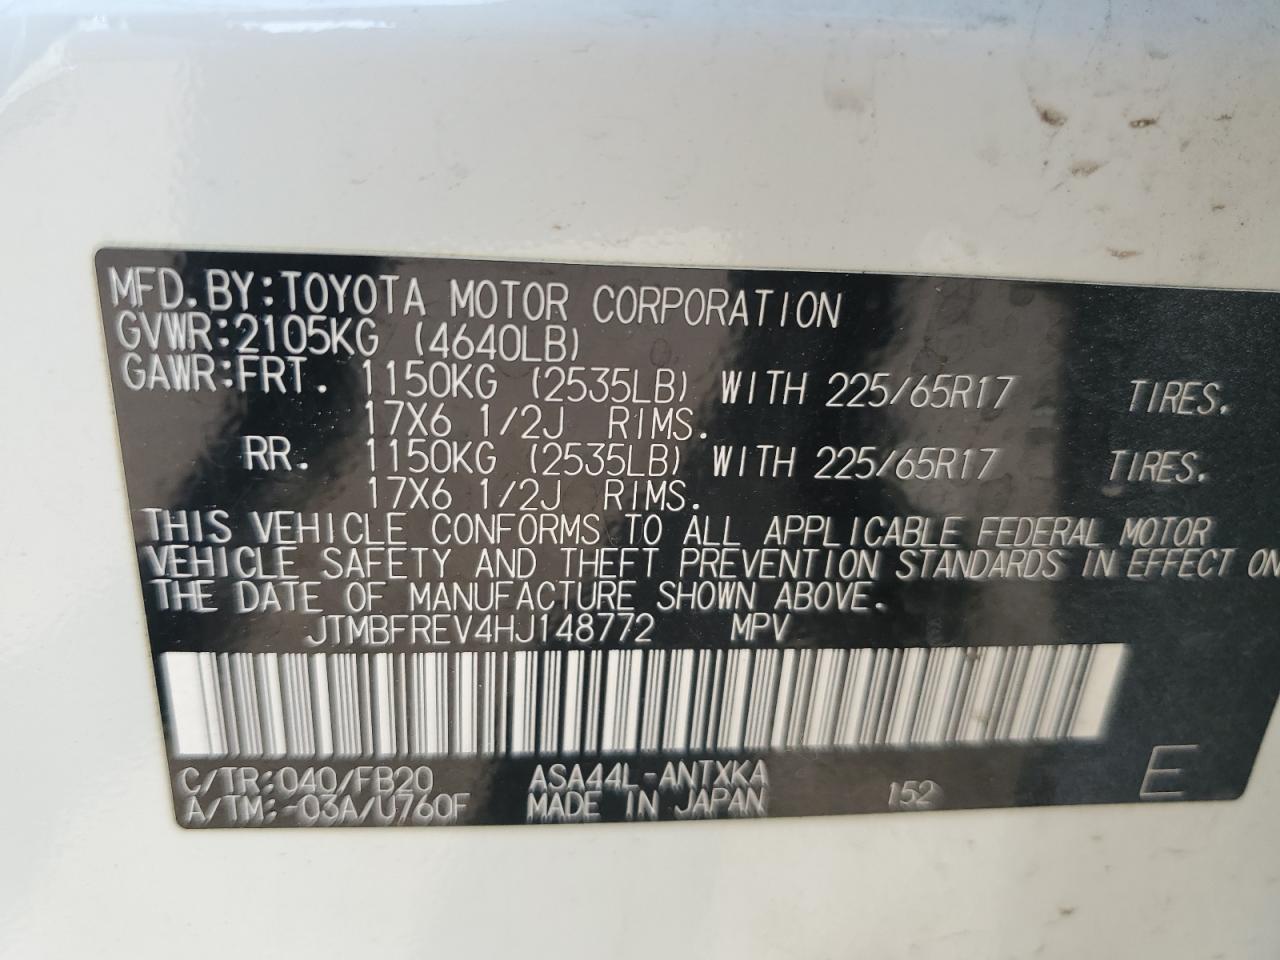 MFD. BY: TOYOTA MOTOR CORPORATION
GVWR: 2105KG (4640LB)
GAWR: FRT. 1150KG (2535LB) WITH 225/65R17 TIRES.
17X6 1/2J RIMS.
RR. 1150KG (2535LB) WITH 225/65R17 TIRES.
17X6 1/2J RIMS.
THIS VEHICLE CONFORMS TO ALL APPLICABLE FEDERAL MOTOR
VEHICLE SAFETY AND THEFT PREVENTION STANDARDS IN EFFECT ON
THE DATE OF MANUFACTURE SHOWN ABOVE.
JTMBFREV4HJ148772 MPV
C/TR: 040/FB20 ASA44L-ANTXKA 152 E
A/TM: -03A/U760F MADE IN JAPAN